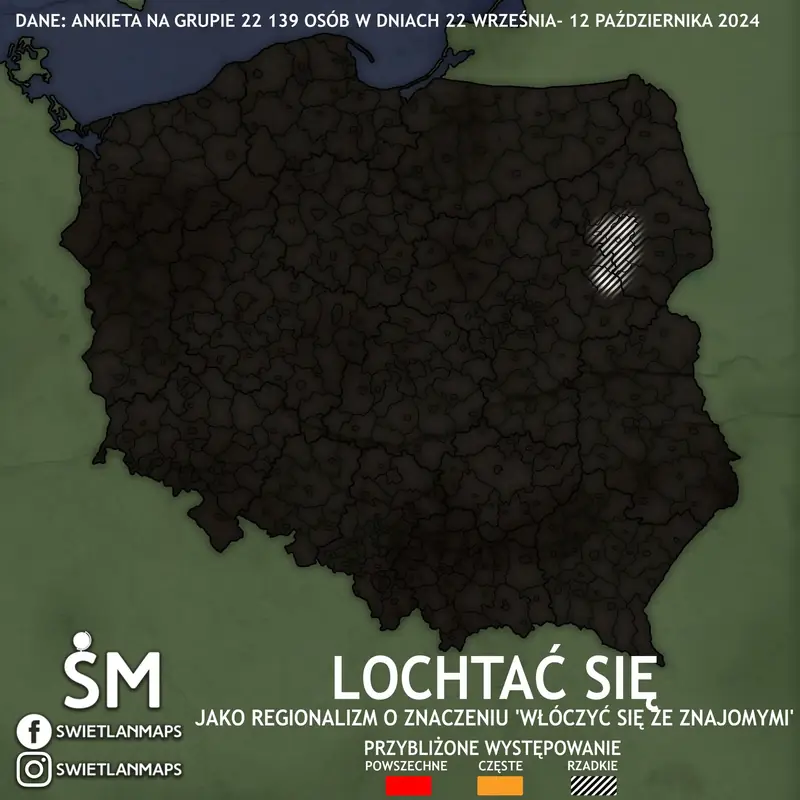 DANE: ANKIETA NA GRUPIE 22 139 OSÓB W DNIACH 22 WRZEŚNIA- 12 PAŹDZIERNIKA 2024
ŚM
SWIETLANMAPS
SWIETLANMAPS
LOCHTAĆ SIĘ
JAKO REGIONALIZM O ZNACZENIU 'WŁÓCZYĆ SIĘ ZE ZNAJOMYMI'
PRZYBLIŻONE WYSTĘPOWANIE
POWSZECHNE CZĘSTE RZADKIE